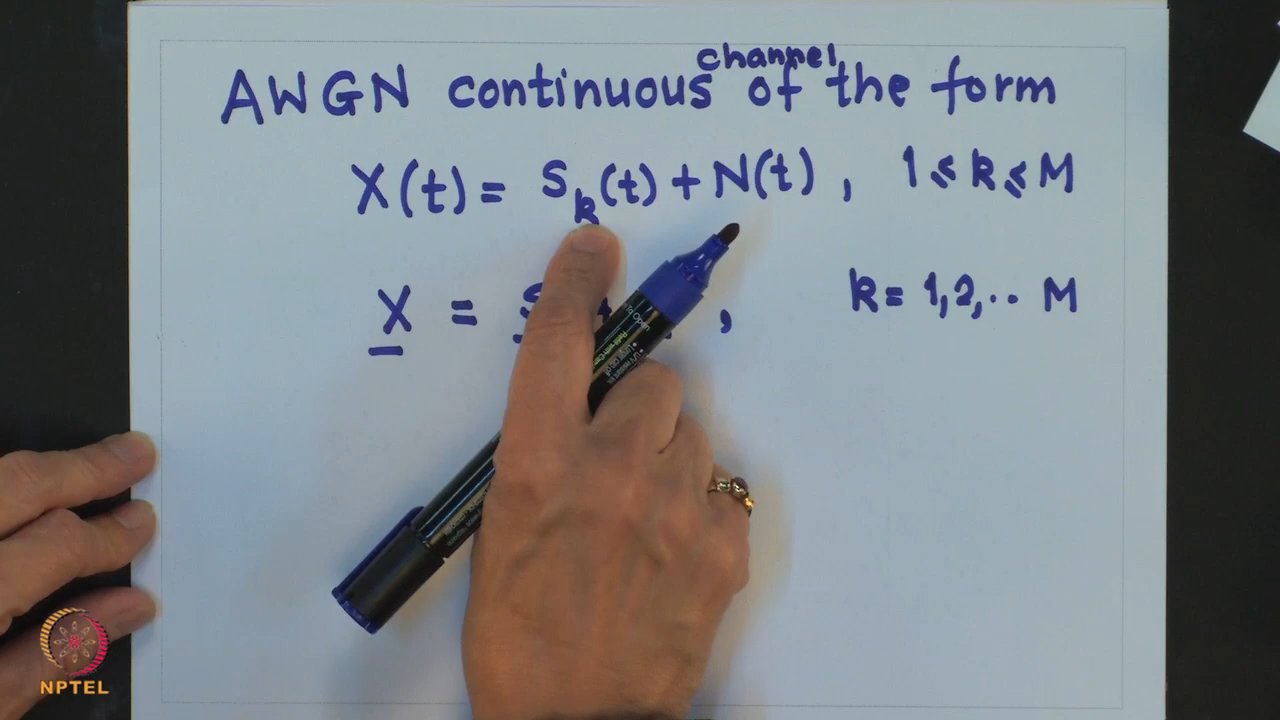 channel
AWGN continuous of the form
X(t) = S_k(t) + N(t) , 1 ≤ k ≤ M
X = S , k = 1,2,.. M
NPTEL